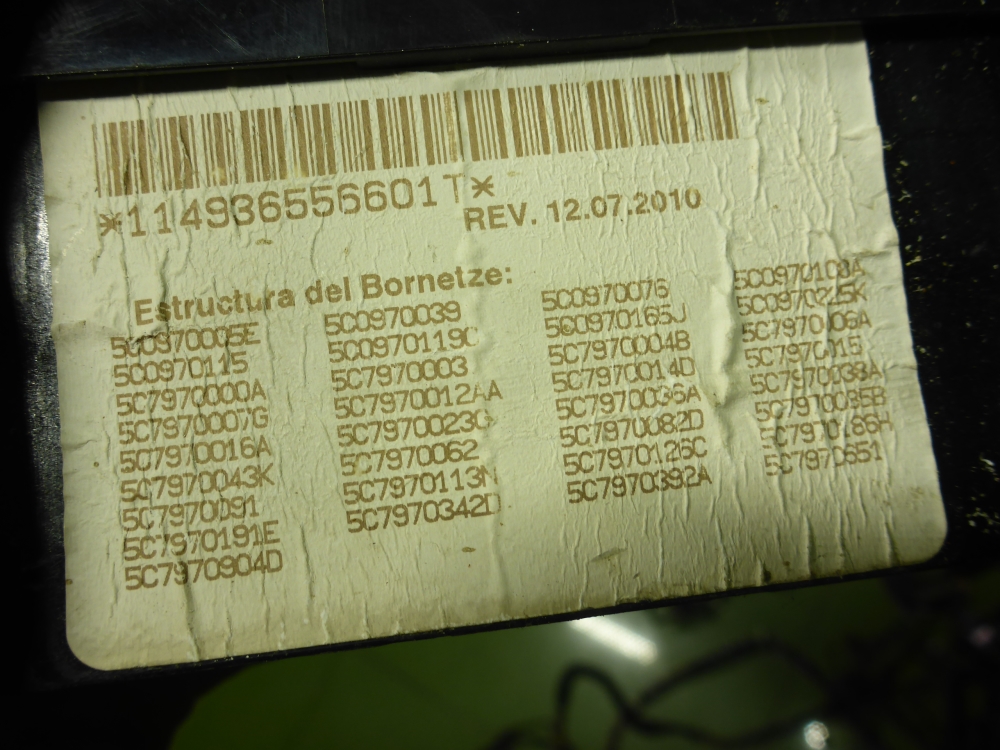 *114936556601T*
REV. 12.07.2010
Estructura del Bornetze:
5C0970005E 5C0970039 5C0970076 5C0970108A
5C0970115 5C0970119C 5C0970165J 5C0970225K
5C7970000A 5C7970003 5C7970004B 5C7970006A
5C7970007G 5C7970012AA 5C7970014D 5C7970015
5C7970016A 5C7970023G 5C7970036A 5C7970038A
5C7970043K 5C7970062 5C7970082D 5C7970085B
5C7970091 5C7970113N 5C7970126C 5C7970186H
5C7970191E 5C7970342D 5C7970392A 5C7970651
5C7970904D